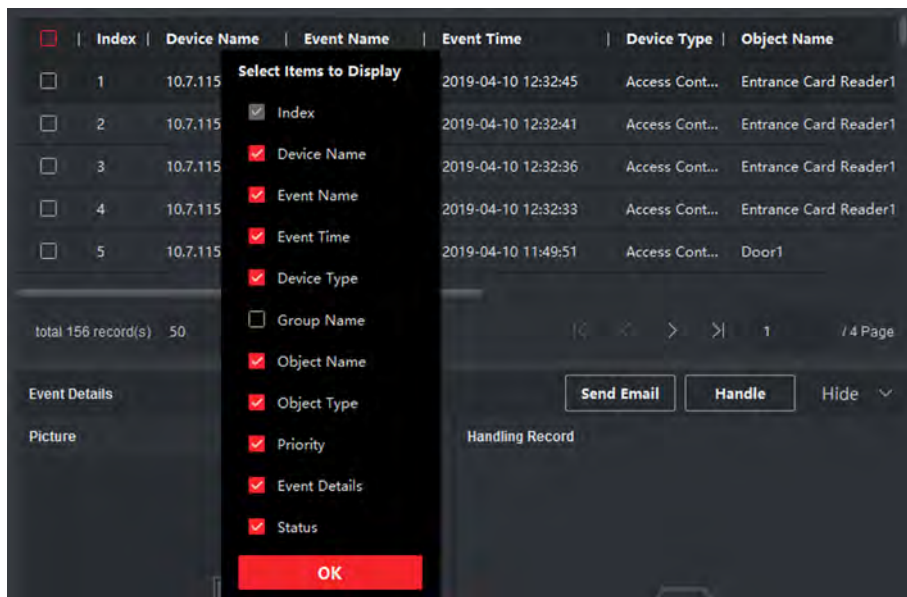 Index Device Name Event Name Event Time Device Type Object Name
1 10.7.115 2019-04-10 12:32:45 Access Cont... Entrance Card Reader1
2 10.7.115 2019-04-10 12:32:41 Access Cont... Entrance Card Reader1
3 10.7.115 2019-04-10 12:32:36 Access Cont... Entrance Card Reader1
4 10.7.115 2019-04-10 12:32:33 Access Cont... Entrance Card Reader1
5 10.7.115 2019-04-10 11:49:51 Access Cont... Door1
total 156 record(s) 50 1 / 4 Page
Event Details Send Email Handle Hide
Picture Handling Record
Select Items to Display
Index
Device Name
Event Name
Event Time
Device Type
Group Name
Object Name
Object Type
Priority
Event Details
Status
OK